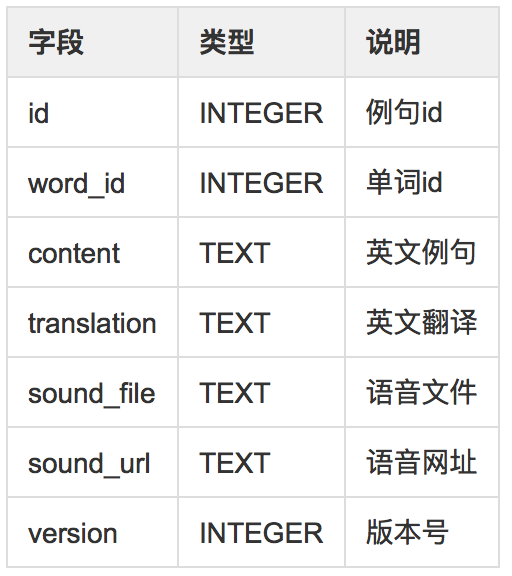 字段 类型 说明
id INTEGER 例句id
word_id INTEGER 单词id
content TEXT 英文例句
translation TEXT 英文翻译
sound_file TEXT 语音文件
sound_url TEXT 语音网址
version INTEGER 版本号